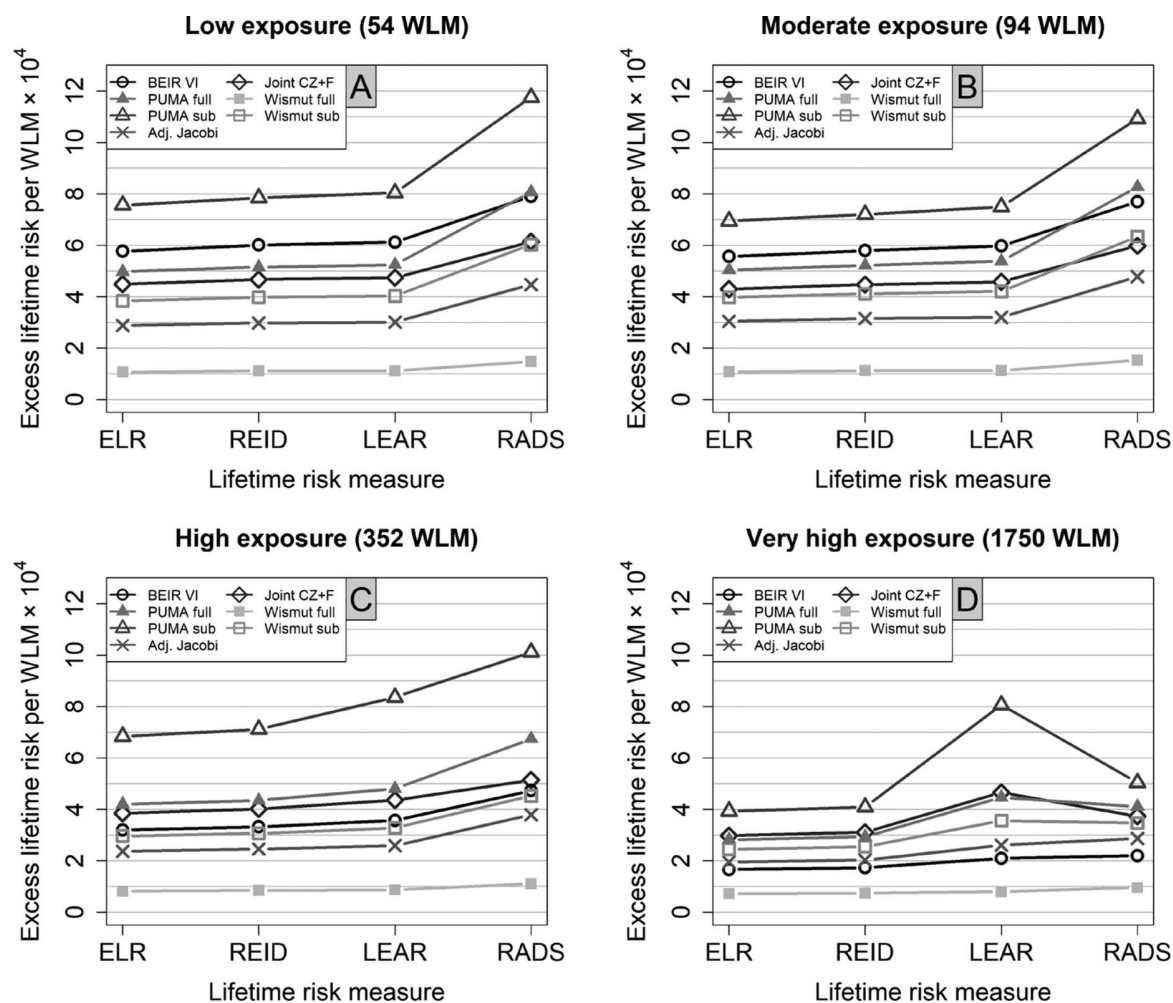 Low exposure (54 WLM)
Excess lifetime risk per WLM × 10⁴
12
10
8
6
4
2
0
BEIR VI
PUMA full
PUMA sub
Adj. Jacobi
Joint CZ+F
Wismut full
Wismut sub
A
ELR REID LEAR RADS
Lifetime risk measure
Moderate exposure (94 WLM)
Excess lifetime risk per WLM × 10⁴
12
10
8
6
4
2
0
BEIR VI
PUMA full
PUMA sub
Adj. Jacobi
Joint CZ+F
Wismut full
Wismut sub
B
ELR REID LEAR RADS
Lifetime risk measure
High exposure (352 WLM)
Excess lifetime risk per WLM × 10⁴
12
10
8
6
4
2
0
BEIR VI
PUMA full
PUMA sub
Adj. Jacobi
Joint CZ+F
Wismut full
Wismut sub
C
ELR REID LEAR RADS
Lifetime risk measure
Very high exposure (1750 WLM)
Excess lifetime risk per WLM × 10⁴
12
10
8
6
4
2
0
BEIR VI
PUMA full
PUMA sub
Adj. Jacobi
Joint CZ+F
Wismut full
Wismut sub
D
ELR REID LEAR RADS
Lifetime risk measure